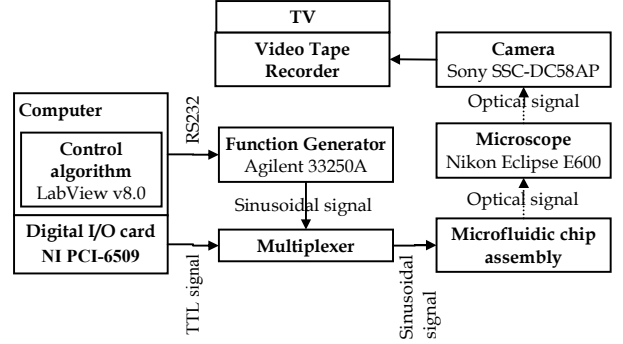 TV
Video Tape
Recorder
Camera
Sony SSC-DC58AP
Optical signal
Computer
Control
algorithm
LabView v8.0
RS232
Function Generator
Agilent 33250A
Microscope
Nikon Eclipse E600
Sinusoidal signal
Optical signal
Digital I/O card
NI PCI-6509
TTL signal
Multiplexer
Sinusoidal
signal
Microfluidic chip
assembly